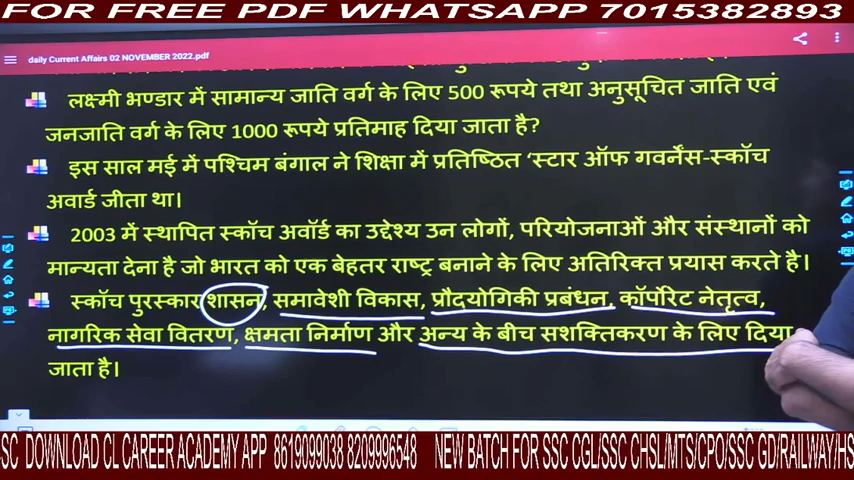 FOR FREE PDF WHATSAPP 7015382893
daily Current Affairs 02 NOVEMBER 2022.pdf
लक्ष्मी भण्डार में सामान्य जाति वर्ग के लिए 500 रूपये तथा अनुसूचित जाति एवं
जनजाति वर्ग के लिए 1000 रूपये प्रतिमाह दिया जाता है?
इस साल मई में पश्चिम बंगाल ने शिक्षा में प्रतिष्ठित ‘स्टार ऑफ गवर्नेंस-स्कॉच
अवार्ड जीता था।
2003 में स्थापित स्कॉच अवॉर्ड का उद्देश्य उन लोगों, परियोजनाओं और संस्थानों को
मान्यता देना है जो भारत को एक बेहतर राष्ट्र बनाने के लिए अतिरिक्त प्रयास करते है।
स्कॉच पुरस्कार शासन, समावेशी विकास, प्रौद्योगिकी प्रबंधन, कॉर्पोरेट नेतृत्व,
नागरिक सेवा वितरण, क्षमता निर्माण और अन्य के बीच सशक्तिकरण के लिए दिया
जाता है।
SC DOWNLOAD CL CAREER ACADEMY APP 8619099038 8209996548 NEW BATCH FOR SSC CGL/SSC CHSL/MTS/CPO/SSC GD/RAILWAY/HS